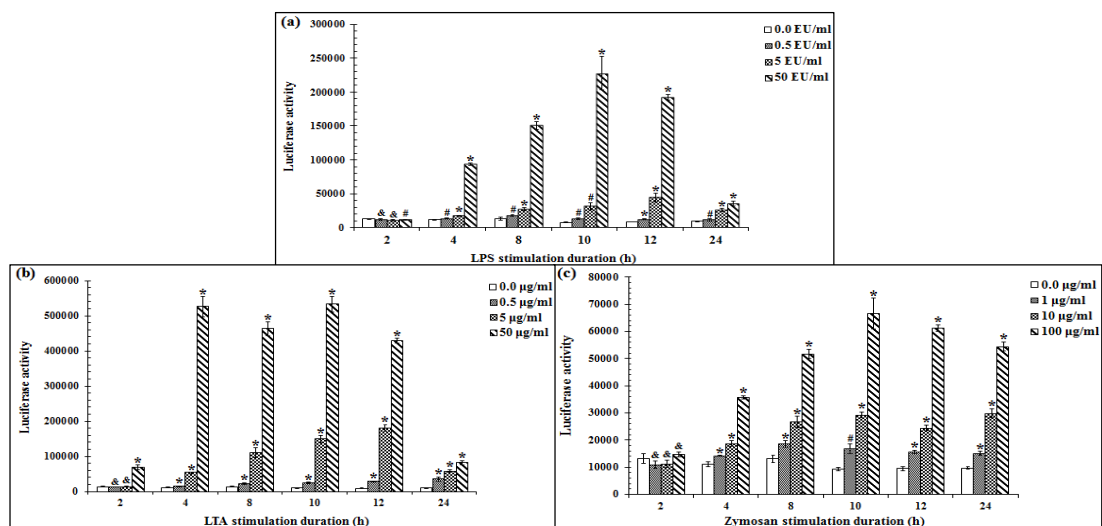 (a)
300000
250000
200000
150000
100000
50000
0
Luciferase activity
0.0 EU/ml
0.5 EU/ml
5 EU/ml
50 EU/ml
& & #
# * *
# * *
# # *
* * *
# * *
2 4 8 10 12 24
LPS stimulation duration (h)
(b)
600000
500000
400000
300000
200000
100000
0
Luciferase activity
0.0 µg/ml
0.5 µg/ml
5 µg/ml
50 µg/ml
& & *
* * *
* * *
* * *
* * *
* * *
2 4 8 10 12 24
LTA stimulation duration (h)
(c)
80000
70000
60000
50000
40000
30000
20000
10000
0
Luciferase activity
0.0 µg/ml
1 µg/ml
10 µg/ml
100 µg/ml
& & &
* * *
* * *
# * *
* * *
* * *
2 4 8 10 12 24
Zymosan stimulation duration (h)